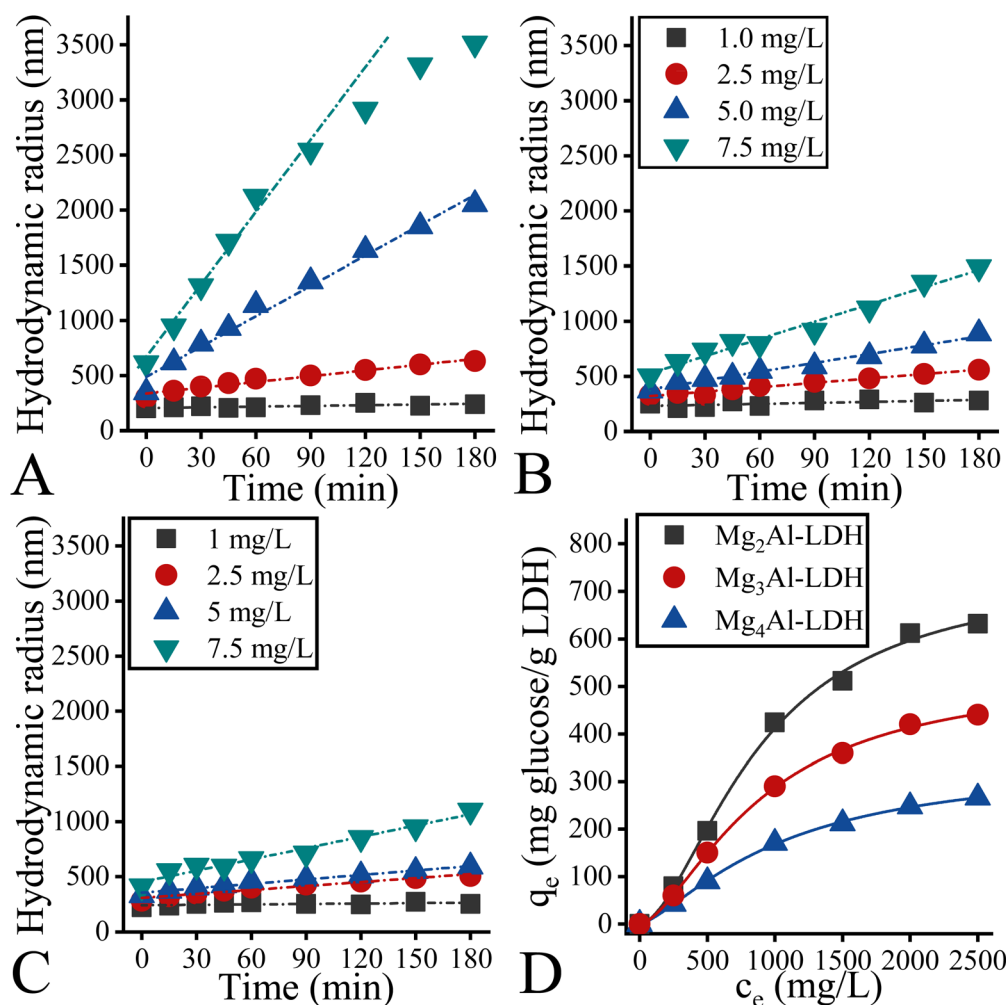 Hydrodynamic radius (nm)
3500
3000
2500
2000
1500
1000
500
0
0 30 60 90 120 150 180
Time (min)
A
Hydrodynamic radius (nm)
3500
3000
2500
2000
1500
1000
500
0
1.0 mg/L
2.5 mg/L
5.0 mg/L
7.5 mg/L
0 30 60 90 120 150 180
Time (min)
B
Hydrodynamic radius (nm)
3500
3000
2500
2000
1500
1000
500
0
1 mg/L
2.5 mg/L
5 mg/L
7.5 mg/L
0 30 60 90 120 150 180
Time (min)
C
qₑ (mg glucose/g LDH)
800
700
600
500
400
300
200
100
0
Mg₂Al-LDH
Mg₃Al-LDH
Mg₄Al-LDH
0 500 1000 1500 2000 2500
cₑ (mg/L)
D